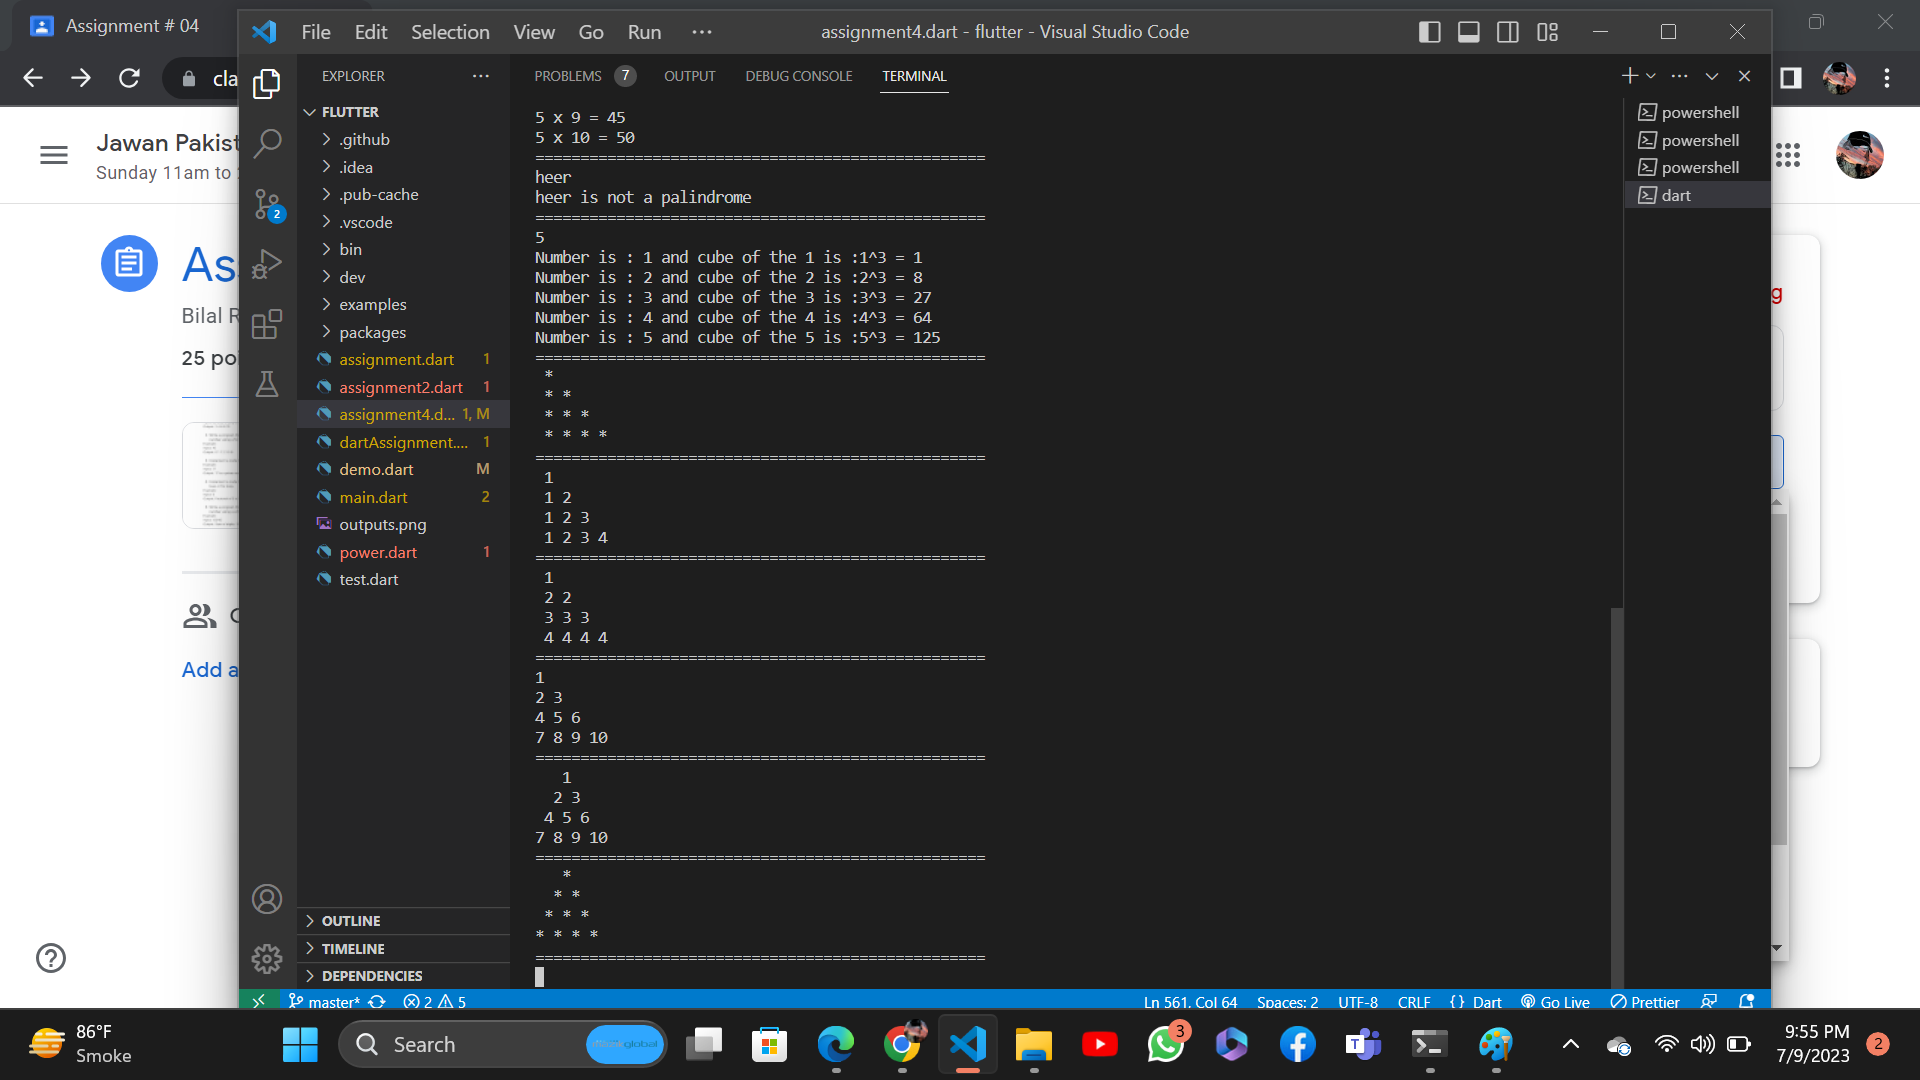 Assignment # 04
cla
Jawan Pakist
Sunday 11am to
As
Bilal R
25 poi
Add a
g
File Edit Selection View Go Run ...
assignment4.dart - flutter - Visual Studio Code
EXPLORER ...
FLUTTER
.github
.idea
.pub-cache
.vscode
bin
dev
examples
packages
assignment.dart 1
assignment2.dart 1
assignment4.d... 1, M
dartAssignment.... 1
demo.dart M
main.dart 2
outputs.png
power.dart 1
test.dart
OUTLINE
TIMELINE
DEPENDENCIES
2
PROBLEMS 7 OUTPUT DEBUG CONSOLE TERMINAL
5 x 9 = 45
5 x 10 = 50
==================================================
heer
heer is not a palindrome
==================================================
5
Number is : 1 and cube of the 1 is :1^3 = 1
Number is : 2 and cube of the 2 is :2^3 = 8
Number is : 3 and cube of the 3 is :3^3 = 27
Number is : 4 and cube of the 4 is :4^3 = 64
Number is : 5 and cube of the 5 is :5^3 = 125
==================================================
 *
 * *
 * * *
 * * * *
==================================================
 1
 1 2
 1 2 3
 1 2 3 4
==================================================
 1
 2 2
 3 3 3
 4 4 4 4
==================================================
1
2 3
4 5 6
7 8 9 10
==================================================
   1
  2 3
 4 5 6
7 8 9 10
==================================================
   *
  * *
 * * *
* * * *
==================================================
powershell
powershell
powershell
dart
master* 2 5
Ln 561, Col 64 Spaces: 2 UTF-8 CRLF {} Dart Go Live Prettier
86°F
Smoke
Search
3
9:55 PM
7/9/2023
2